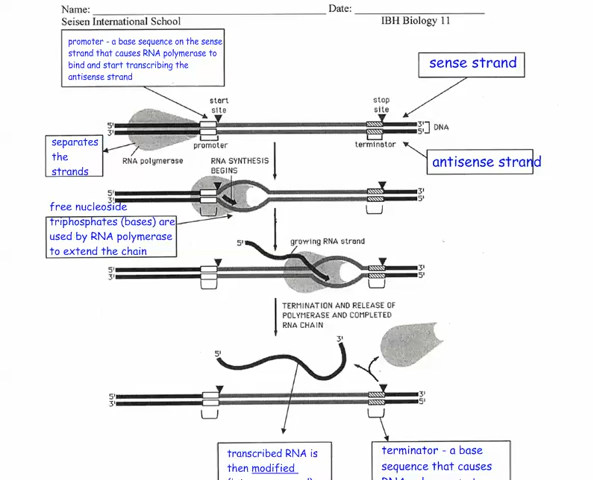 Name: Date:
Seisen International School IBH Biology 11
promoter - a base sequence on the sense
strand that causes RNA polymerase to
bind and start transcribing the
antisense strand
sense strand
start
site
stop
site
5' 3'
3' 5'
DNA
promoter
terminator
separates
the
strands
RNA polymerase
antisense strand
RNA SYNTHESIS
BEGINS
5' 3'
3' 5'
free nucleoside
triphosphates (bases) are
used by RNA polymerase
to extend the chain
5'
growing RNA strand
5' 3'
3' 5'
TERMINATION AND RELEASE OF
POLYMERASE AND COMPLETED
RNA CHAIN
5' 3'
5' 3'
3' 5'
transcribed RNA is
then modified
terminator - a base
sequence that causes